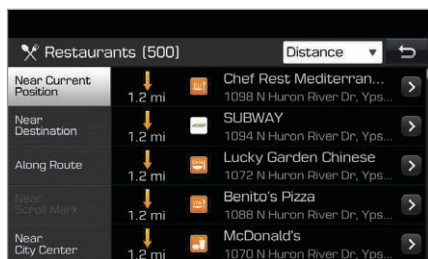 Restaurants (500)
Distance
Near Current
Position
1.2 mi
Chef Rest Mediterran...
1098 N Huron River Dr, Yps...
Near
Destination
1.2 mi
SUBWAY
1094 N Huron River Dr, Yps...
Along Route
1.2 mi
Lucky Garden Chinese
1072 N Huron River Dr, Yps...
Near
Scroll Mark
1.2 mi
Benito's Pizza
1088 N Huron River Dr, Yps...
Near
City Center
1.2 mi
McDonald's
1070 N Huron River Dr, Yps...